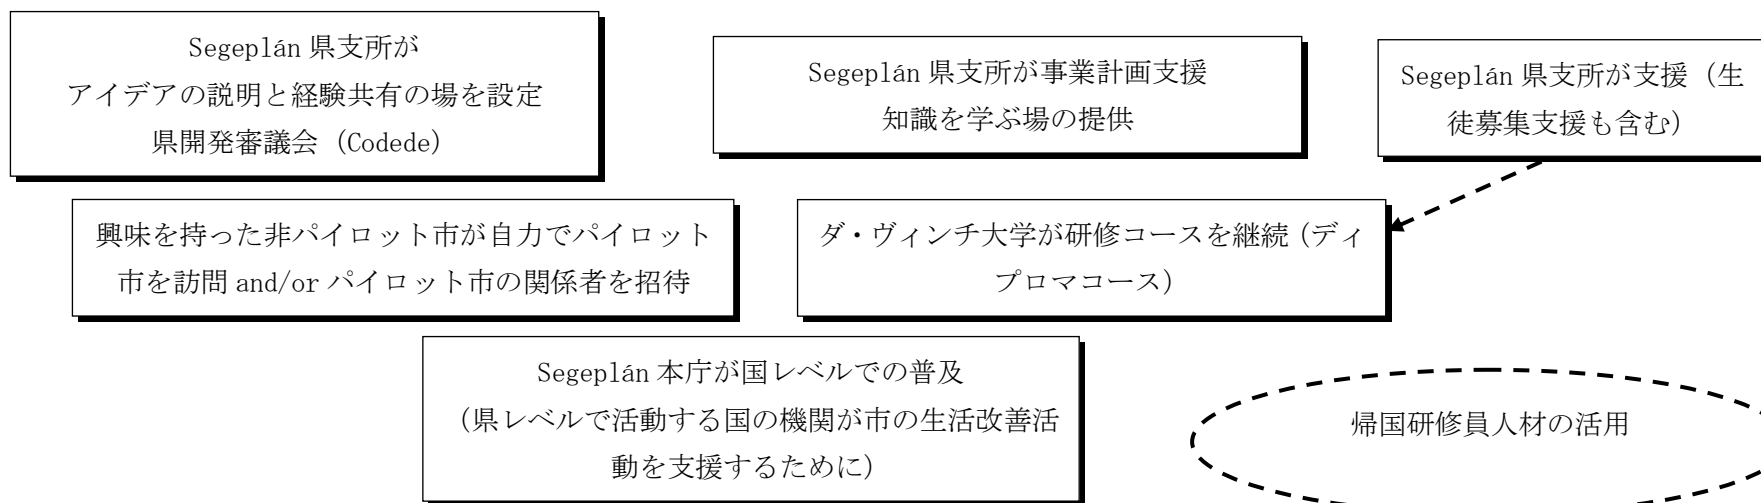 Segeplán 県支所が
アイデアの説明と経験共有の場を設定
県開発審議会（Codede）
Segeplán 県支所が事業計画支援
知識を学ぶ場の提供
Segeplán 県支所が支援（生
徒募集支援も含む）
興味を持った非パイロット市が自力でパイロット
市を訪問 and/or パイロット市の関係者を招待
ダ・ヴィンチ大学が研修コースを継続（ディ
プロマコース）
Segeplán 本庁が国レベルでの普及
（県レベルで活動する国の機関が市の生活改善活
動を支援するために）
帰国研修員人材の活用